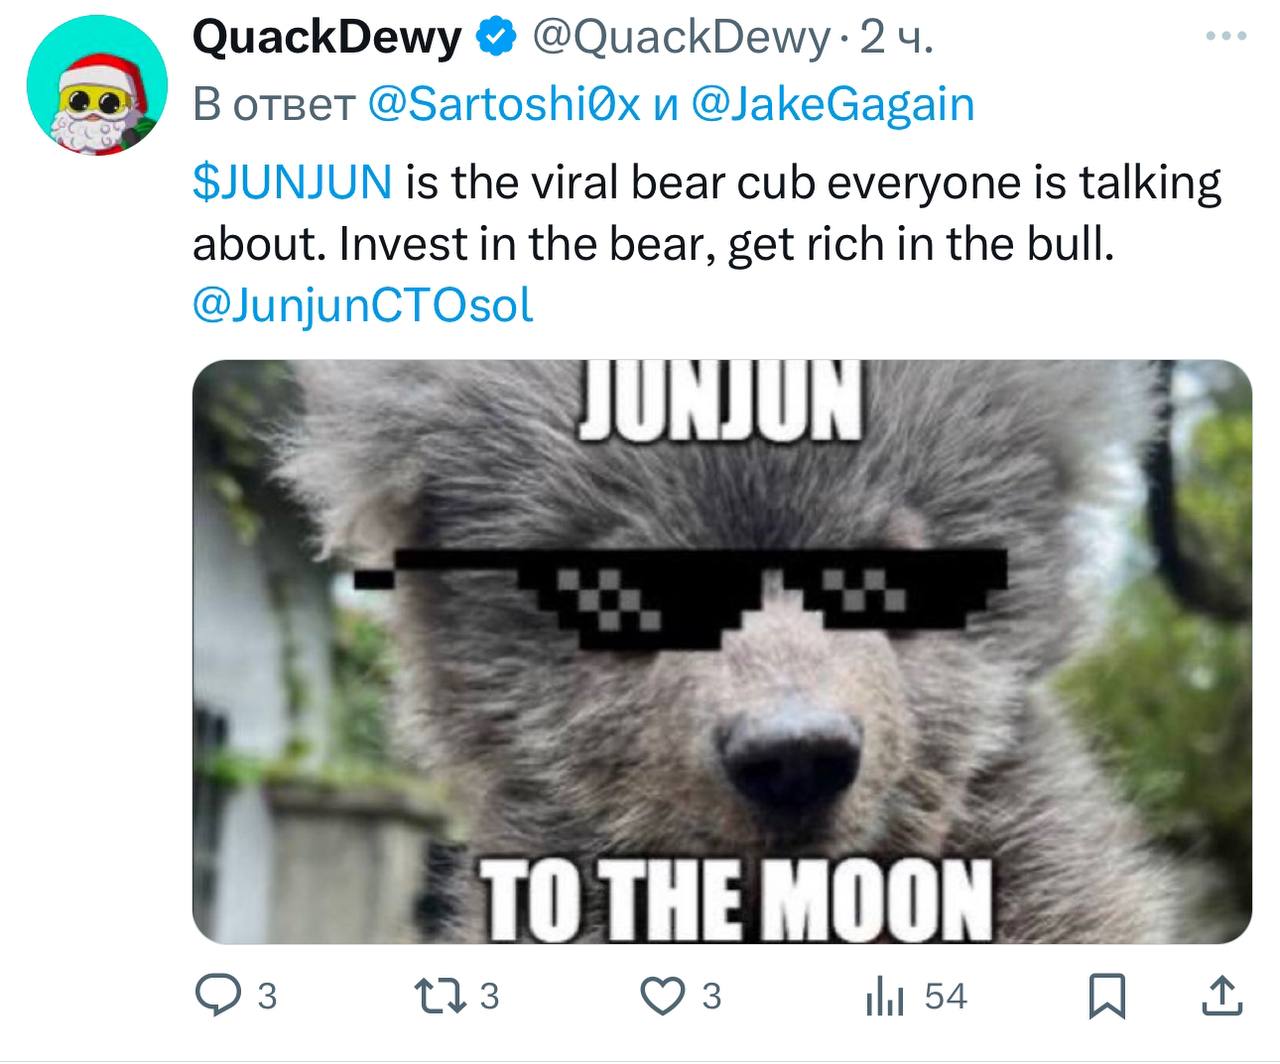 QuackDewy @QuackDewy · 2 ч.
В ответ @Sartoshi0x и @JakeGagain
$JUNJUN is the viral bear cub everyone is talking
about. Invest in the bear, get rich in the bull.
@JunjunCTOsol
JUNJUN
TO THE MOON
3 3 3 54